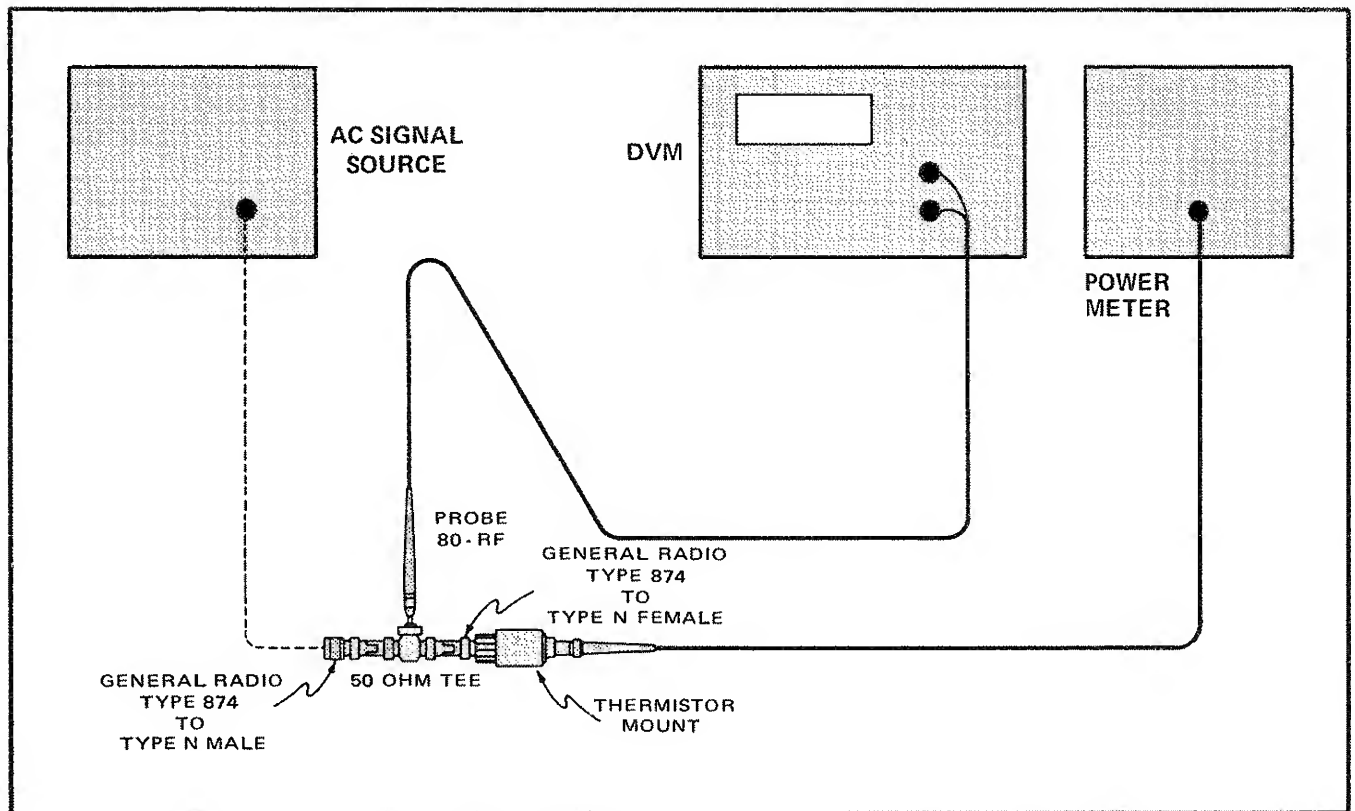 AC SIGNAL
SOURCE
DVM
POWER
METER
PROBE
80-RF
GENERAL RADIO
TYPE 874
TO
TYPE N FEMALE
GENERAL RADIO
TYPE 874
TO
TYPE N MALE
50 OHM TEE
THERMISTOR
MOUNT